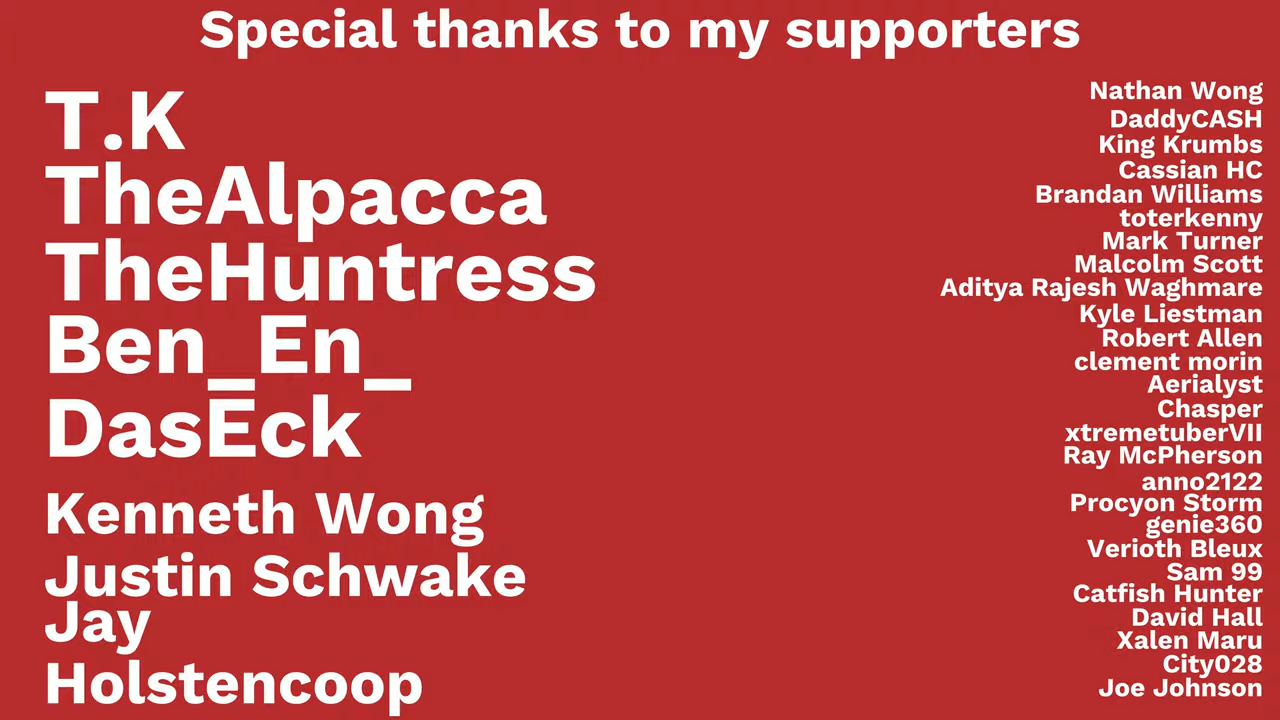 Special thanks to my supporters
T.K
TheAlpacca
TheHuntress
Ben_En_
DasEck
Kenneth Wong
Justin Schwake
Jay
Holstencoop
Nathan Wong
DaddyCASH
King Krumbs
Cassian HC
Brandan Williams
toterkenny
Mark Turner
Malcolm Scott
Aditya Rajesh Waghmare
Kyle Liestman
Robert Allen
clement morin
Aerialyst
Chasper
xtremetuberVII
Ray McPherson
anno2122
Procyon Storm
genie360
Verioth Bleux
Sam 99
Catfish Hunter
David Hall
Xalen Maru
City028
Joe Johnson